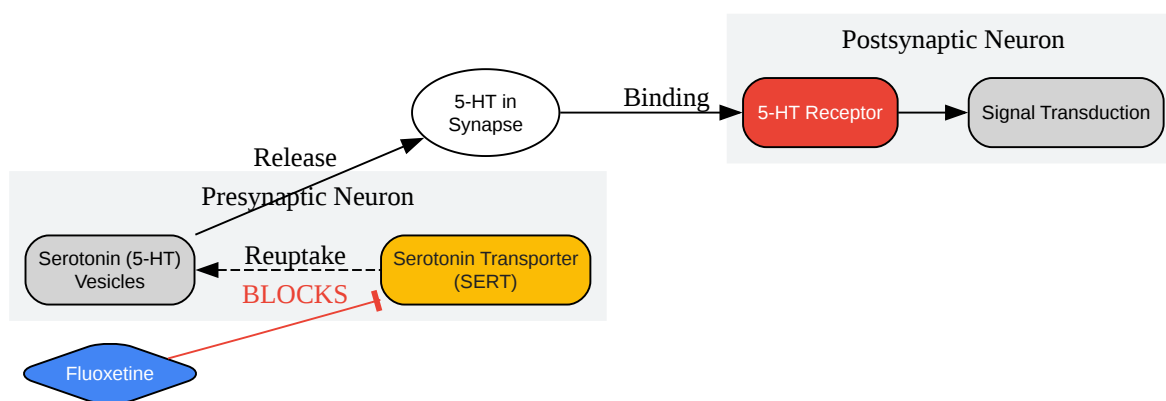 Postsynaptic Neuron
5-HT in
Synapse
Binding
5-HT Receptor
Signal Transduction
Release
Presynaptic Neuron
Serotonin (5-HT)
Vesicles
Reuptake
Serotonin Transporter
(SERT)
BLOCKS
Fluoxetine